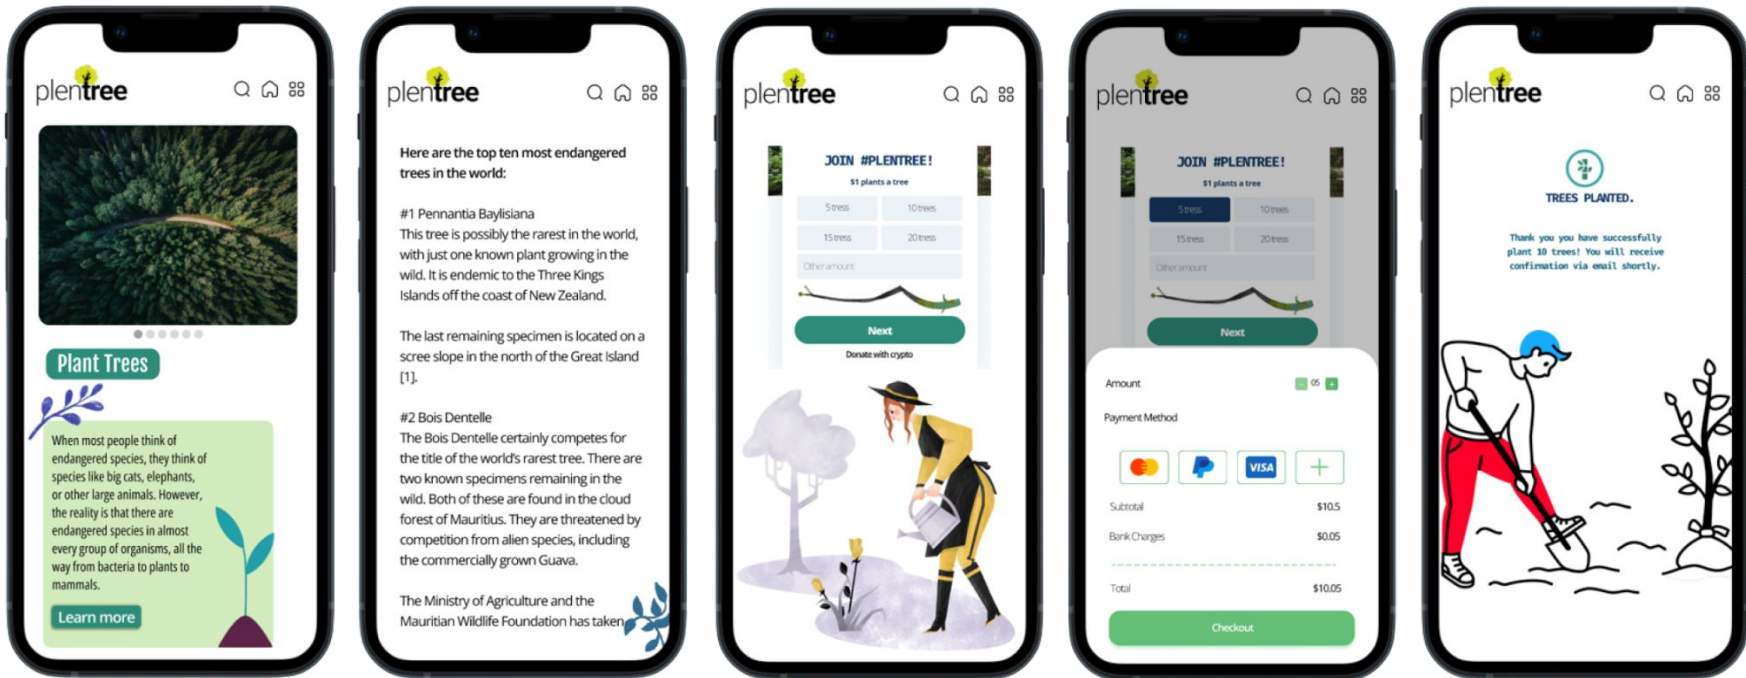 plentree
Plant Trees
When most people think of
endangered species, they think of
species like big cats, elephants,
or other large animals. However,
the reality is that there are
endangered species in almost
every group of organisms, all the
way from bacteria to plants to
mammals.
Learn more
plentree
Here are the top ten most endangered
trees in the world:
#1 Pennantia Baylisiana
This tree is possibly the rarest in the world,
with just one known plant growing in the
wild. It is endemic to the Three Kings
Islands off the coast of New Zealand.
The last remaining specimen is located on a
scree slope in the north of the Great Island
[1].
#2 Bois Dentelle
The Bois Dentelle certainly competes for
the title of the world's rarest tree. There are
two known specimens remaining in the
wild. Both of these are found in the cloud
forest of Mauritius. They are threatened by
competition from alien species, including
the commercially grown Guava.
The Ministry of Agriculture and the
Mauritian Wildlife Foundation has taken
plentree
JOIN #PLENTREE!
$1 plants a tree
5 tress 10 trees
15 tress 20 tress
Other amount
Next
Donate with crypto
plentree
JOIN #PLENTREE!
$1 plants a tree
5 tress 10 trees
15 tress 20 tress
Other amount
Next
Amount - 05 +
Payment Method
VISA
Subtotal $10.5
Bank Charges $0.05
Total $10.05
Checkout
plentree
TREES PLANTED.
Thank you you have successfully
plant 10 trees! You will receive
confirmation via email shortly.